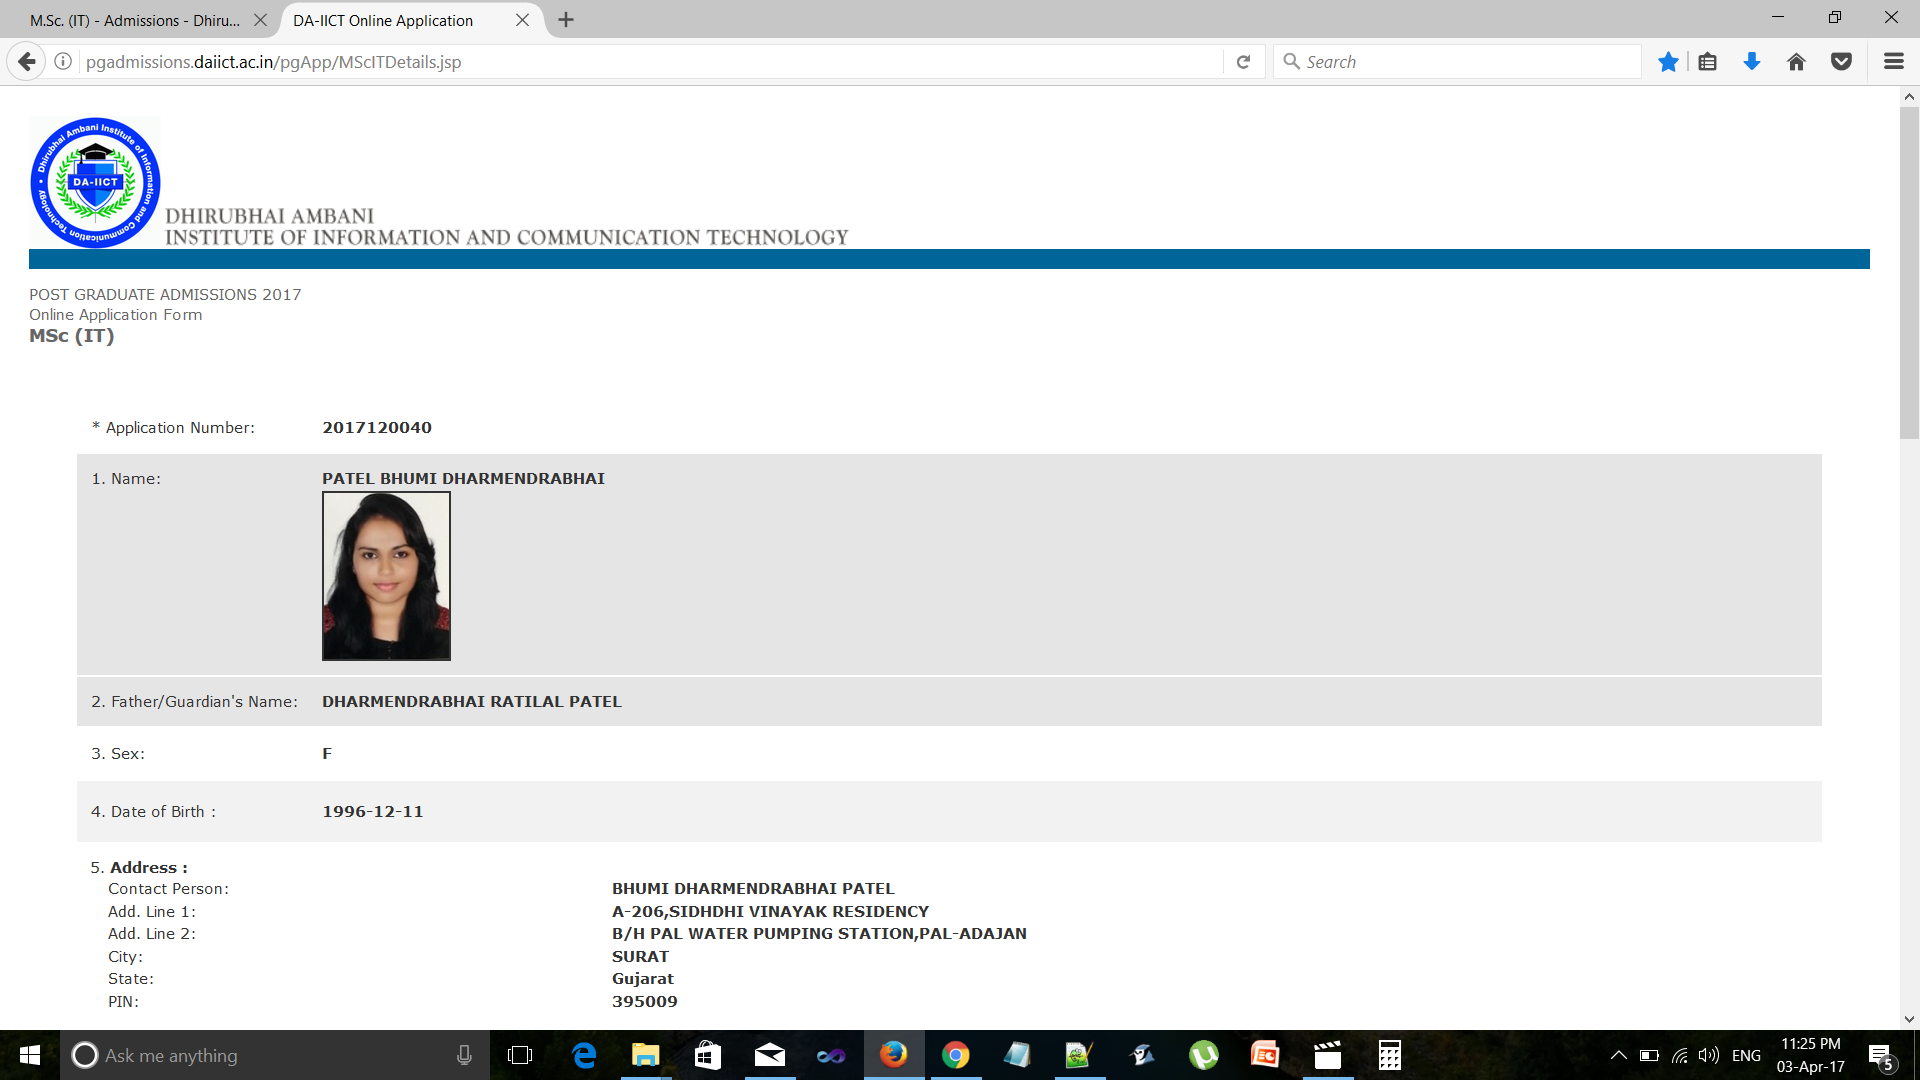 M.Sc. (IT) - Admissions - Dhiru...
DA-IICT Online Application
pgadmissions.daiict.ac.in/pgApp/MScITDetails.jsp
Search
Dhirubhai Ambani Institute of Information and Communication Technology
DA-IICT
DHIRUBHAI AMBANI
INSTITUTE OF INFORMATION AND COMMUNICATION TECHNOLOGY
POST GRADUATE ADMISSIONS 2017
Online Application Form
MSc (IT)
* Application Number: 2017120040
1. Name: PATEL BHUMI DHARMENDRABHAI
2. Father/Guardian's Name: DHARMENDRABHAI RATILAL PATEL
3. Sex: F
4. Date of Birth : 1996-12-11
5. Address :
Contact Person: BHUMI DHARMENDRABHAI PATEL
Add. Line 1: A-206,SIDHDHI VINAYAK RESIDENCY
Add. Line 2: B/H PAL WATER PUMPING STATION,PAL-ADAJAN
City: SURAT
State: Gujarat
PIN: 395009
Ask me anything
ENG
11:25 PM
03-Apr-17
5